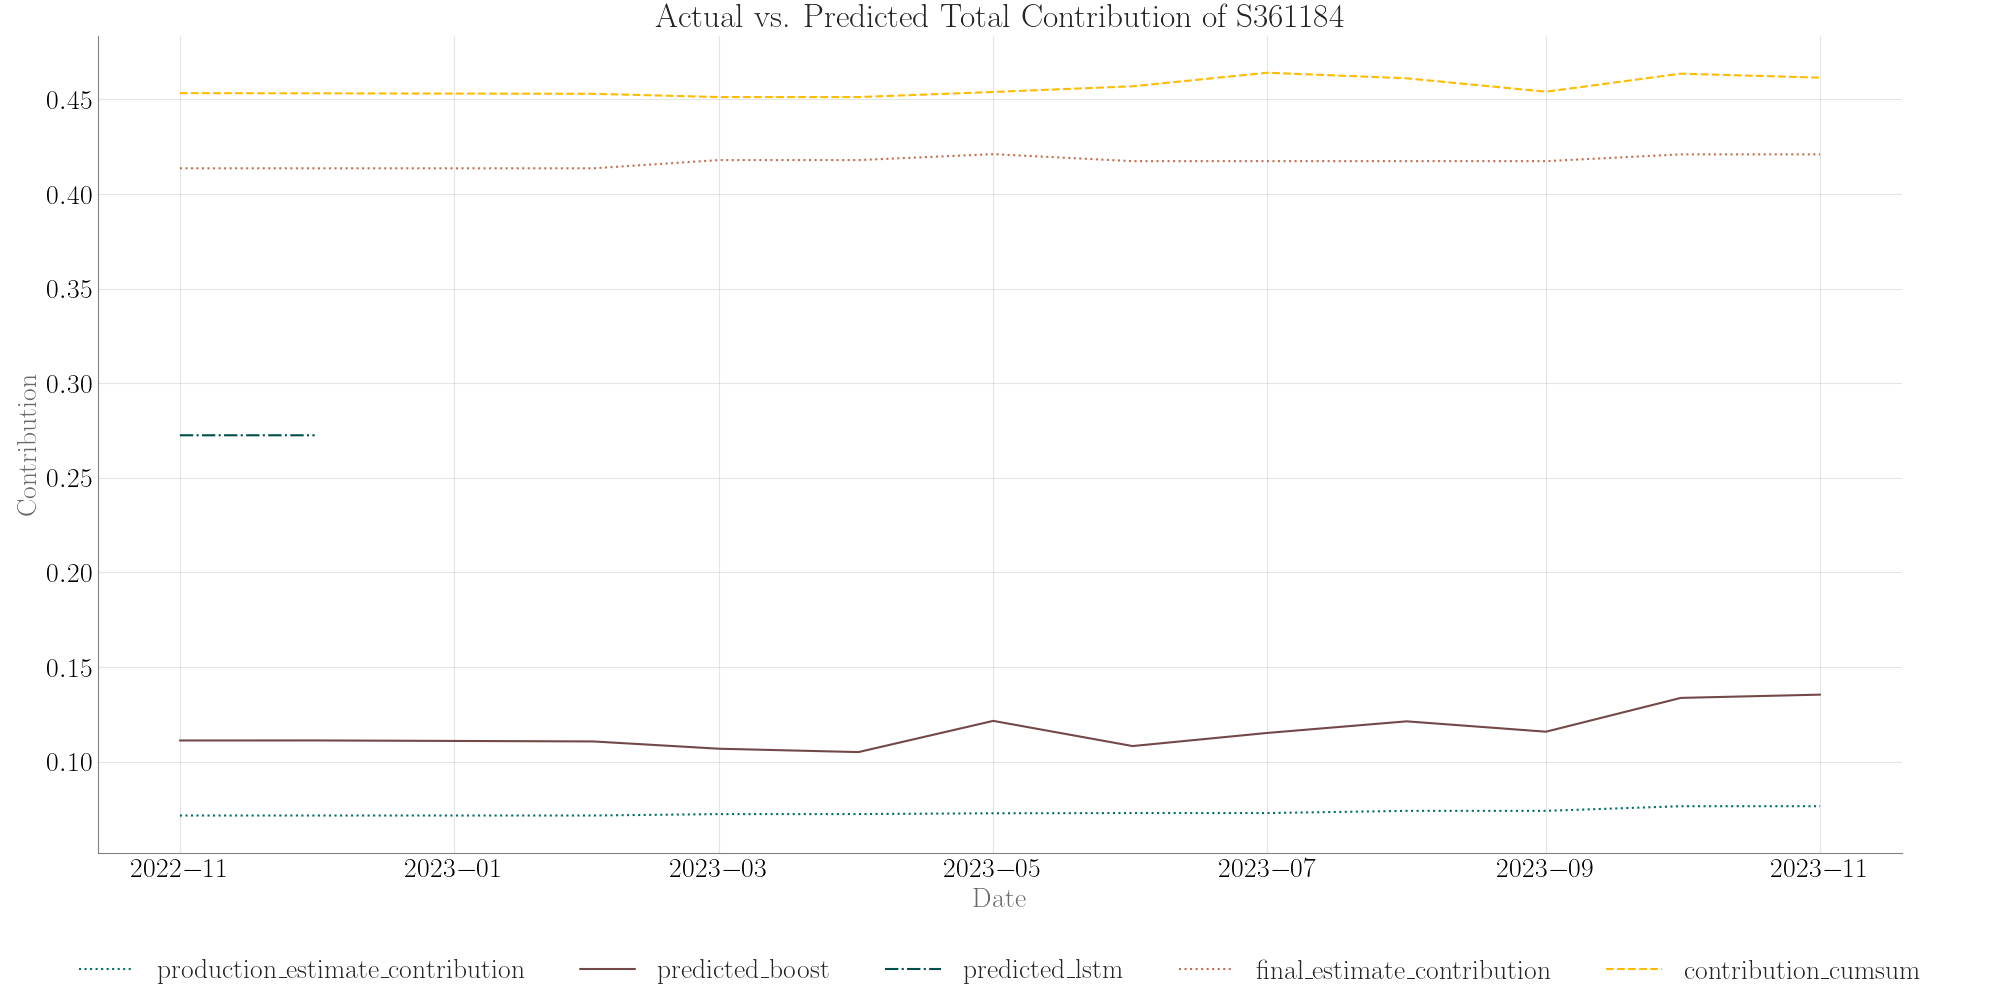 Actual vs. Predicted Total Contribution of S361184
0.45
0.40
0.35
0.30
0.25
0.20
0.15
0.10
Contribution
2022−11 2023−01 2023−03 2023−05 2023−07 2023−09 2023−11
Date
production_estimate_contribution predicted_boost predicted_lstm final_estimate_contribution contribution_cumsum